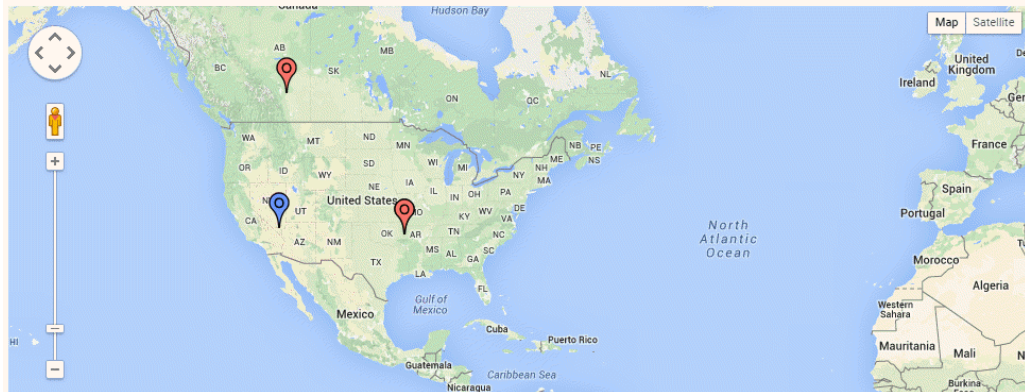 Canada
Hudson Bay
Map
Satellite
AB
MB
BC
SK
NL
United
Kingdom
Ireland
ON
QC
WA
MT
ND
MN
NB
PE
NS
ME
France
OR
ID
WY
SD
WI
MI
NH
NY
MA
NE
IA
IL
IN
OH
PA
Spain
UT
United States
KY
WV
VA
DE
Portugal
CA
AZ
NM
OK
AR
TN
NC
North
Atlantic
Ocean
TX
MS
AL
GA
SC
LA
FL
Morocco
Algeria
Gulf of
Mexico
Mexico
Western
Sahara
HI
Cuba
Puerto Rico
Mauritania
Mali
Guatemala
Caribbean Sea
Nicaragua
Burkina